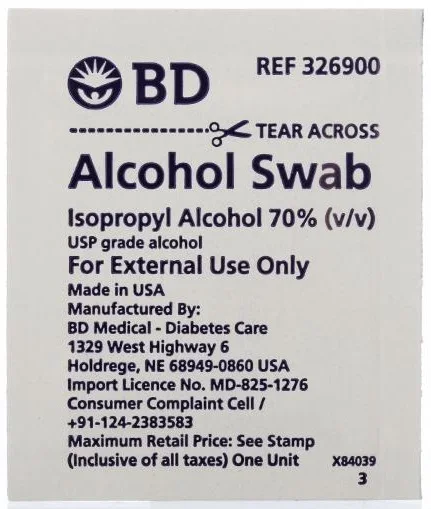 BD
REF 326900
TEAR ACROSS
Alcohol Swab
Isopropyl Alcohol 70% (v/v)
USP grade alcohol
For External Use Only
Made in USA
Manufactured By:
BD Medical - Diabetes Care
1329 West Highway 6
Holdrege, NE 68949-0860 USA
Import Licence No. MD-825-1276
Consumer Complaint Cell /
+91-124-2383583
Maximum Retail Price: See Stamp
(Inclusive of all taxes) One Unit
X84039
3